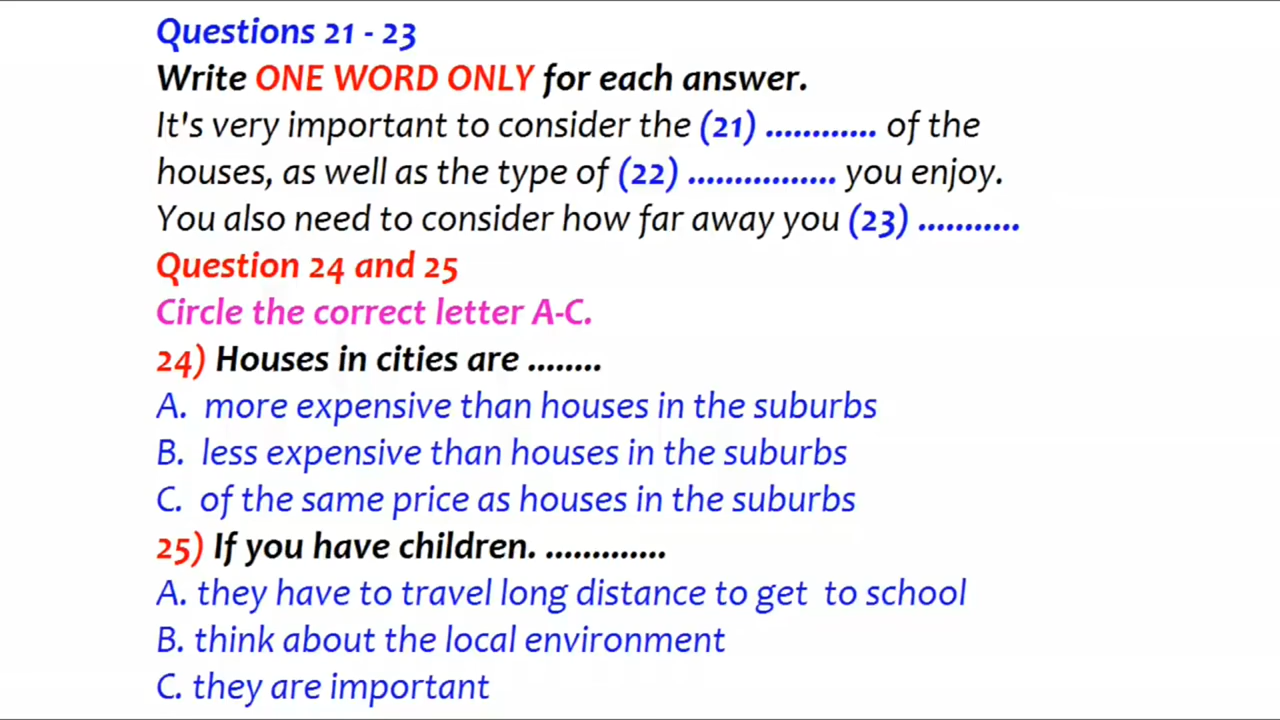 Questions 21 - 23
Write ONE WORD ONLY for each answer.
It's very important to consider the (21) ............ of the
houses, as well as the type of (22) ................ you enjoy.
You also need to consider how far away you (23) ...........
Question 24 and 25
Circle the correct letter A-C.
24) Houses in cities are ........
A. more expensive than houses in the suburbs
B. less expensive than houses in the suburbs
C. of the same price as houses in the suburbs
25) If you have children. .............
A. they have to travel long distance to get to school
B. think about the local environment
C. they are important